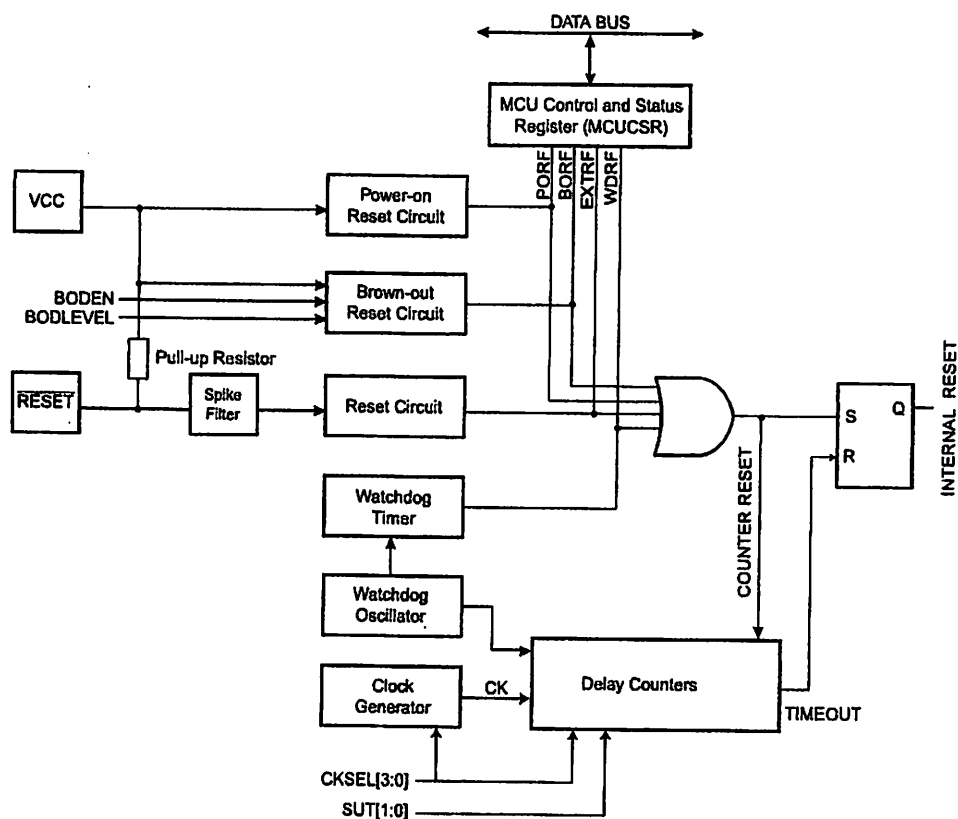 DATA BUS
MCU Control and Status
Register (MCUCSR)
PORF
BORF
EXTRF
WDRF
VCC
Power-on
Reset Circuit
BODEN
BODLEVEL
Brown-out
Reset Circuit
Pull-up Resistor
RESET
Spike
Filter
Reset Circuit
S
Q
R
INTERNAL RESET
COUNTER RESET
Watchdog
Timer
Watchdog
Oscillator
Clock
Generator
CK
Delay Counters
TIMEOUT
CKSEL[3:0]
SUT[1:0]